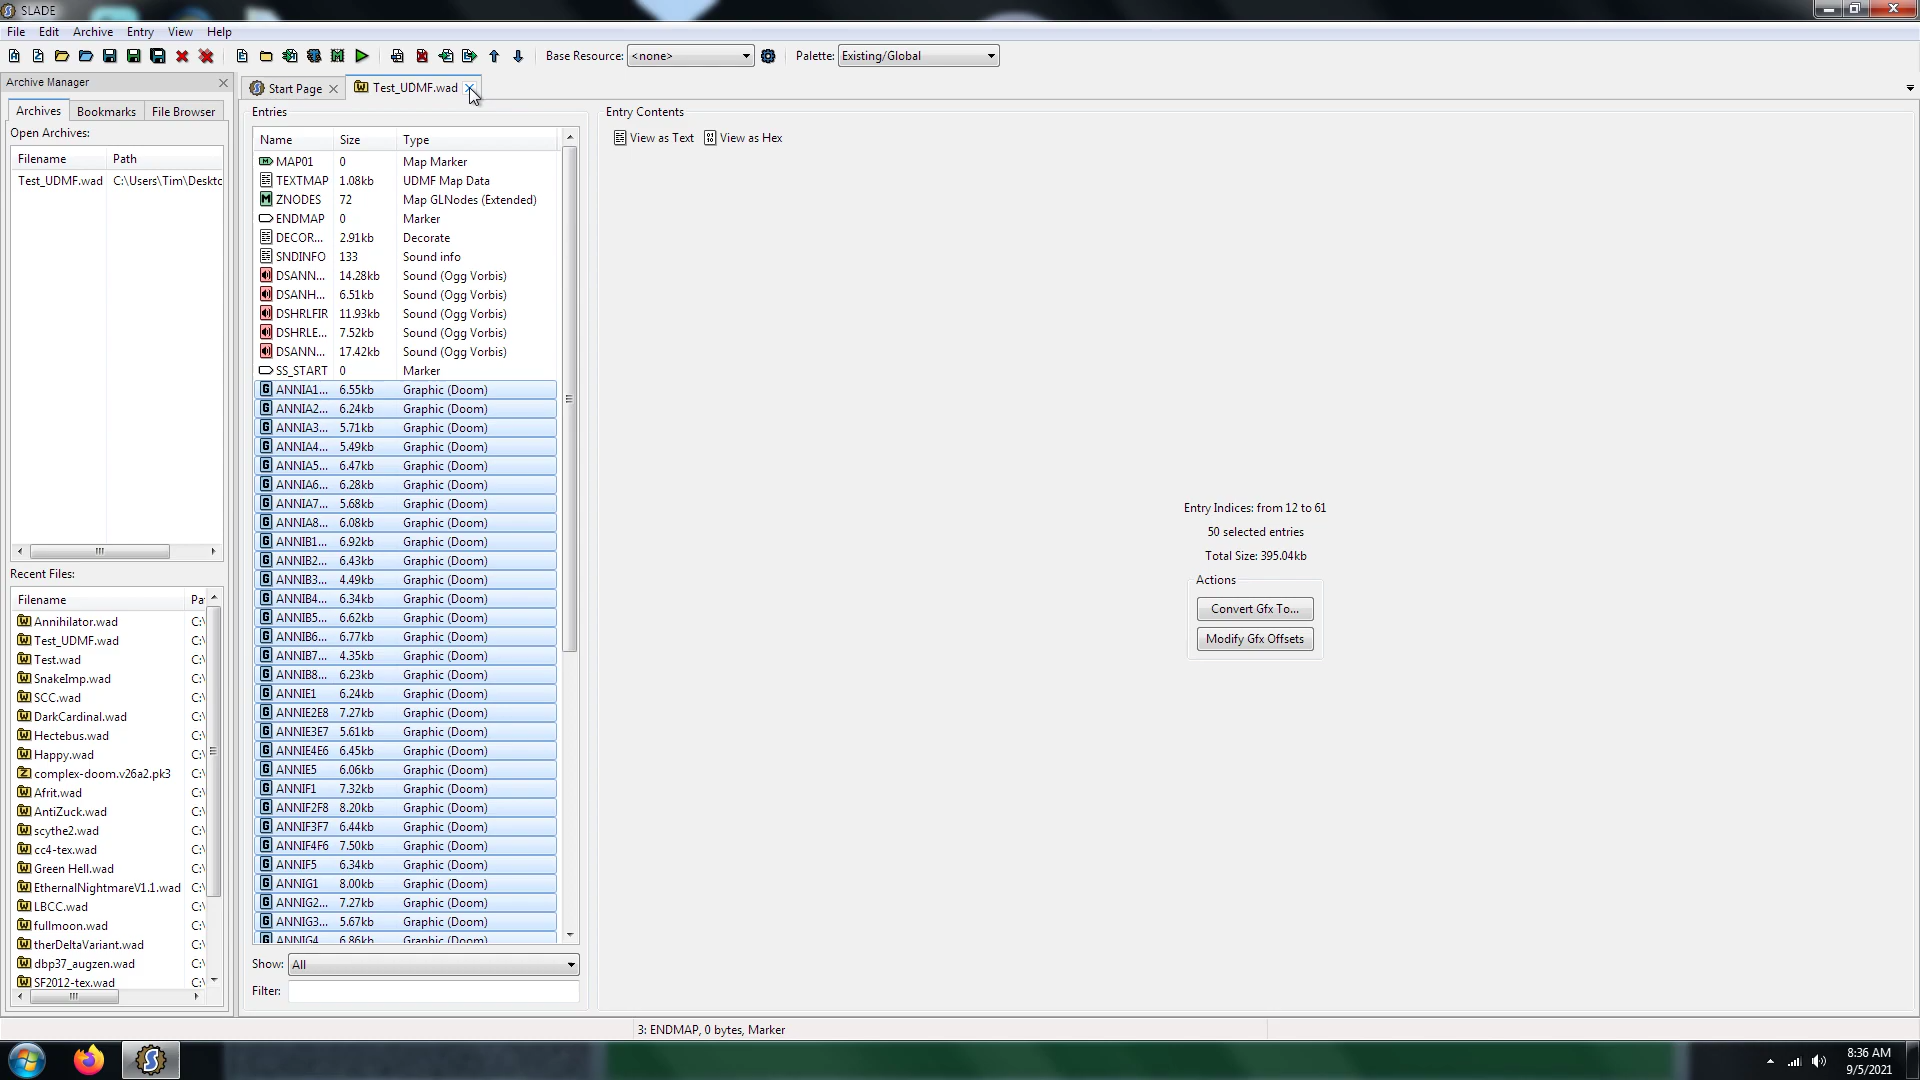 SLADE
File Edit Archive Entry View Help
Base Resource: <none> Palette: Existing/Global
Archive Manager
Start Page Test_UDMF.wad
Archives Bookmarks File Browser
Open Archives:
Filename Path
Test_UDMF.wad C:\Users\Tim\Deskto
Recent Files:
Filename Pa
Annihilator.wad C:\
Test_UDMF.wad C:\
Test.wad C:\
SnakeImp.wad C:\
SCC.wad C:\
DarkCardinal.wad C:\
Hectebus.wad C:\
Happy.wad C:\
complex-doom.v26a2.pk3 C:\
Afrit.wad C:\
AntiZuck.wad C:\
scythe2.wad C:\
cc4-tex.wad C:\
Green Hell.wad C:\
EthernalNightmareV1.1.wad C:\
LBCC.wad C:\
fullmoon.wad C:\
therDeltaVariant.wad C:\
dbp37_augzen.wad C:\
SF2012-tex.wad C:\
Entries
Name Size Type
MAP01 0 Map Marker
TEXTMAP 1.08kb UDMF Map Data
ZNODES 72 Map GLNodes (Extended)
ENDMAP 0 Marker
DECOR... 2.91kb Decorate
SNDINFO 133 Sound info
DSANN... 14.28kb Sound (Ogg Vorbis)
DSANH... 6.51kb Sound (Ogg Vorbis)
DSHRLFIR 11.93kb Sound (Ogg Vorbis)
DSHRLE... 7.52kb Sound (Ogg Vorbis)
DSANN... 17.42kb Sound (Ogg Vorbis)
SS_START 0 Marker
ANNIA1... 6.55kb Graphic (Doom)
ANNIA2... 6.24kb Graphic (Doom)
ANNIA3... 5.71kb Graphic (Doom)
ANNIA4... 5.49kb Graphic (Doom)
ANNIA5... 6.47kb Graphic (Doom)
ANNIA6... 6.28kb Graphic (Doom)
ANNIA7... 5.68kb Graphic (Doom)
ANNIA8... 6.08kb Graphic (Doom)
ANNIB1... 6.92kb Graphic (Doom)
ANNIB2... 6.43kb Graphic (Doom)
ANNIB3... 4.49kb Graphic (Doom)
ANNIB4... 6.34kb Graphic (Doom)
ANNIB5... 6.62kb Graphic (Doom)
ANNIB6... 6.77kb Graphic (Doom)
ANNIB7... 4.35kb Graphic (Doom)
ANNIB8... 6.23kb Graphic (Doom)
ANNIE1 6.24kb Graphic (Doom)
ANNIE2E8 7.27kb Graphic (Doom)
ANNIE3E7 5.61kb Graphic (Doom)
ANNIE4E6 6.45kb Graphic (Doom)
ANNIE5 6.06kb Graphic (Doom)
ANNIF1 7.32kb Graphic (Doom)
ANNIF2F8 8.20kb Graphic (Doom)
ANNIF3F7 6.44kb Graphic (Doom)
ANNIF4F6 7.50kb Graphic (Doom)
ANNIF5 6.34kb Graphic (Doom)
ANNIG1 8.00kb Graphic (Doom)
ANNIG2... 7.27kb Graphic (Doom)
ANNIG3... 5.67kb Graphic (Doom)
ANNIG4 6.86kb Graphic (Doom)
Show: All
Filter:
Entry Contents
View as Text View as Hex
Entry Indices: from 12 to 61
50 selected entries
Total Size: 395.04kb
Actions
Convert Gfx To...
Modify Gfx Offsets
3: ENDMAP, 0 bytes, Marker
8:36 AM
9/5/2021